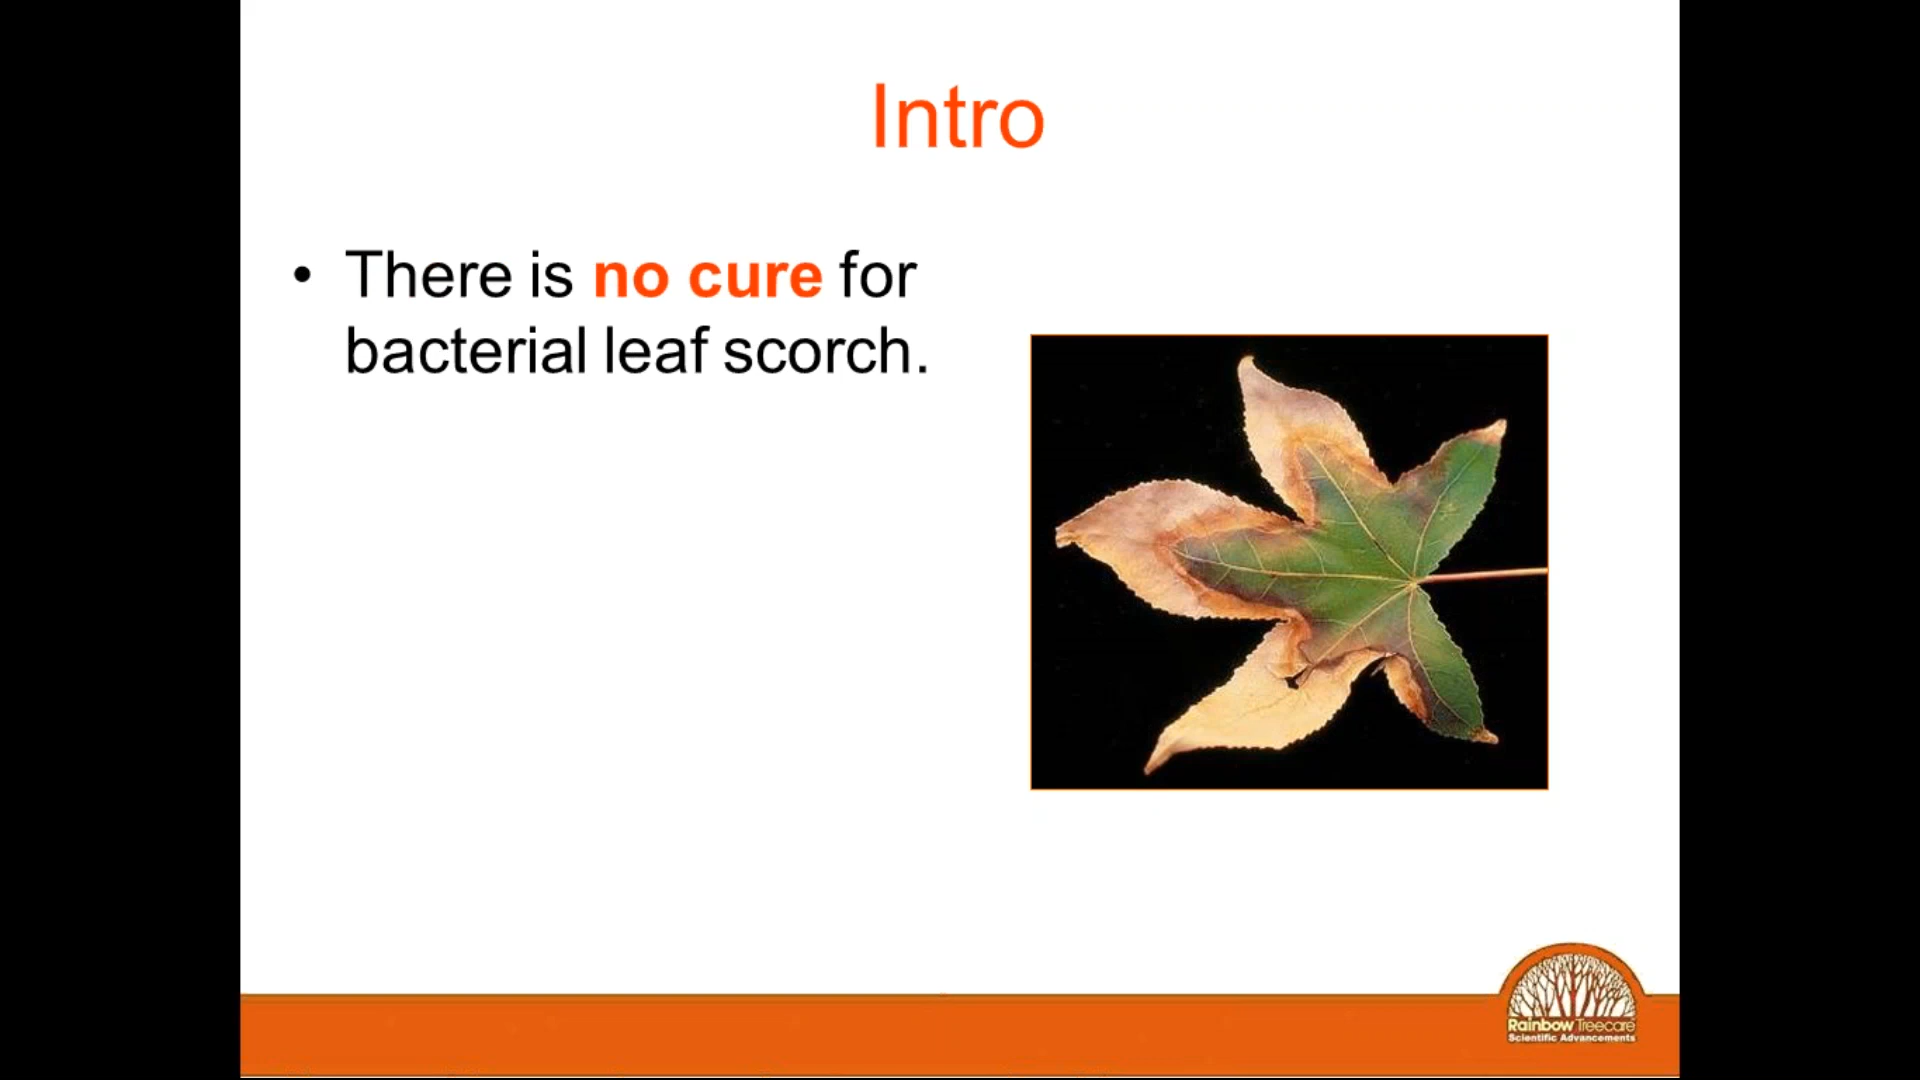 Intro
• There is no cure for
bacterial leaf scorch.
Rainbow Treecare
Scientific Advancements